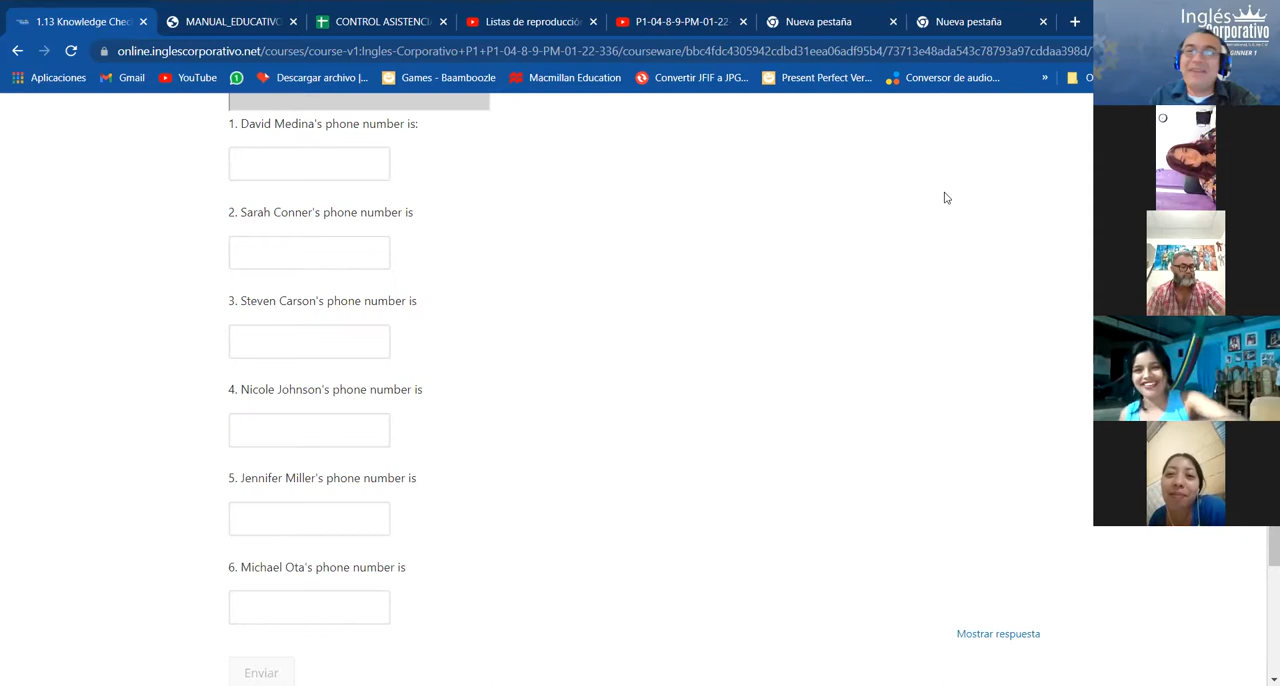 1.13 Knowledge Chec
MANUAL_EDUCATIVO
CONTROL ASISTENCI
Listas de reproducció
P1-04-8-9-PM-01-22-
Nueva pestaña
Nueva pestaña
online.inglescorporativo.net/courses/course-v1:Ingles-Corporativo+P1+P1-04-8-9-PM-01-22-336/courseware/bbc4fdc4305942cdbd31eea06adf95b4/73713e48ada543c78793a97cddaa398d/
Aplicaciones
Gmail
YouTube
Descargar archivo |...
Games - Baamboozle
Macmillan Education
Convertir JFIF a JPG...
Present Perfect Ver...
Conversor de audio...
»
O
1. David Medina's phone number is:
2. Sarah Conner's phone number is
3. Steven Carson's phone number is
4. Nicole Johnson's phone number is
5. Jennifer Miller's phone number is
6. Michael Ota's phone number is
Mostrar respuesta
Enviar
Inglés
Corporativo
GINNER 1